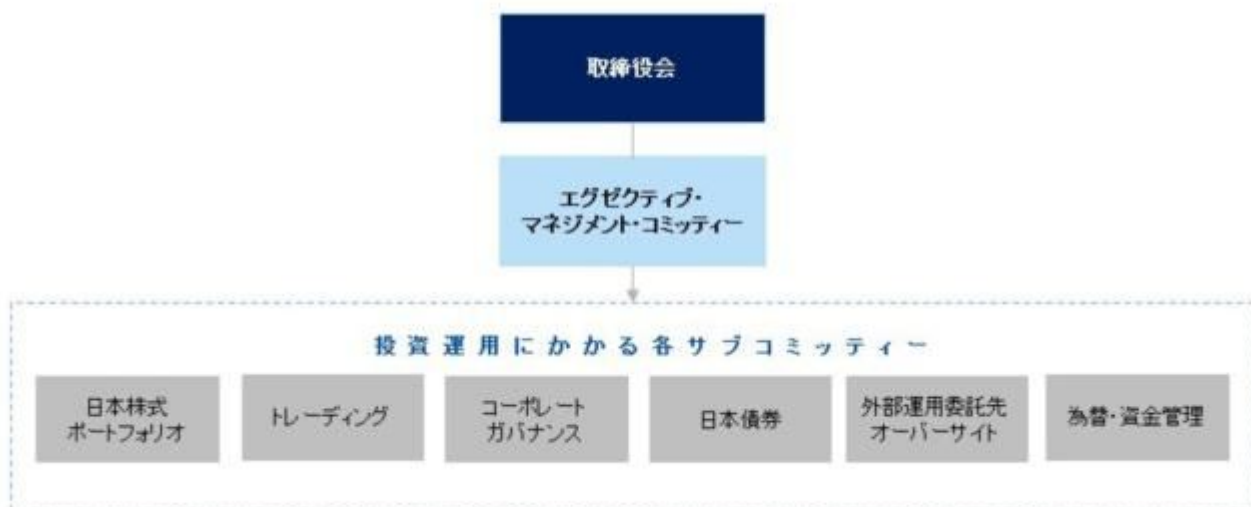 取締役会
エグゼクティブ・
マネジメント・コミッティー
投資運用にかかる各サブコミッティー
日本株式
ポートフォリオ
トレーディング
コーポレート
ガバナンス
日本債券
外部運用委託先
オーバーサイト
為替・資金管理